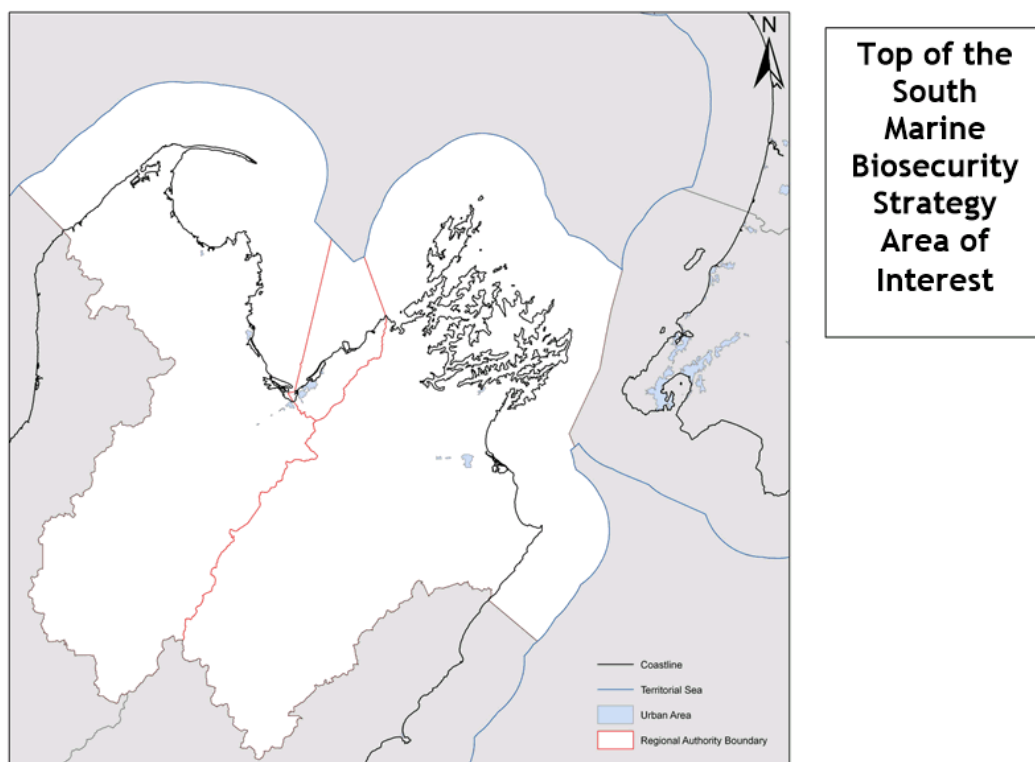 N
Top of the
South
Marine
Biosecurity
Strategy
Area of
Interest
Coastline
Territorial Sea
Urban Area
Regional Authority Boundary